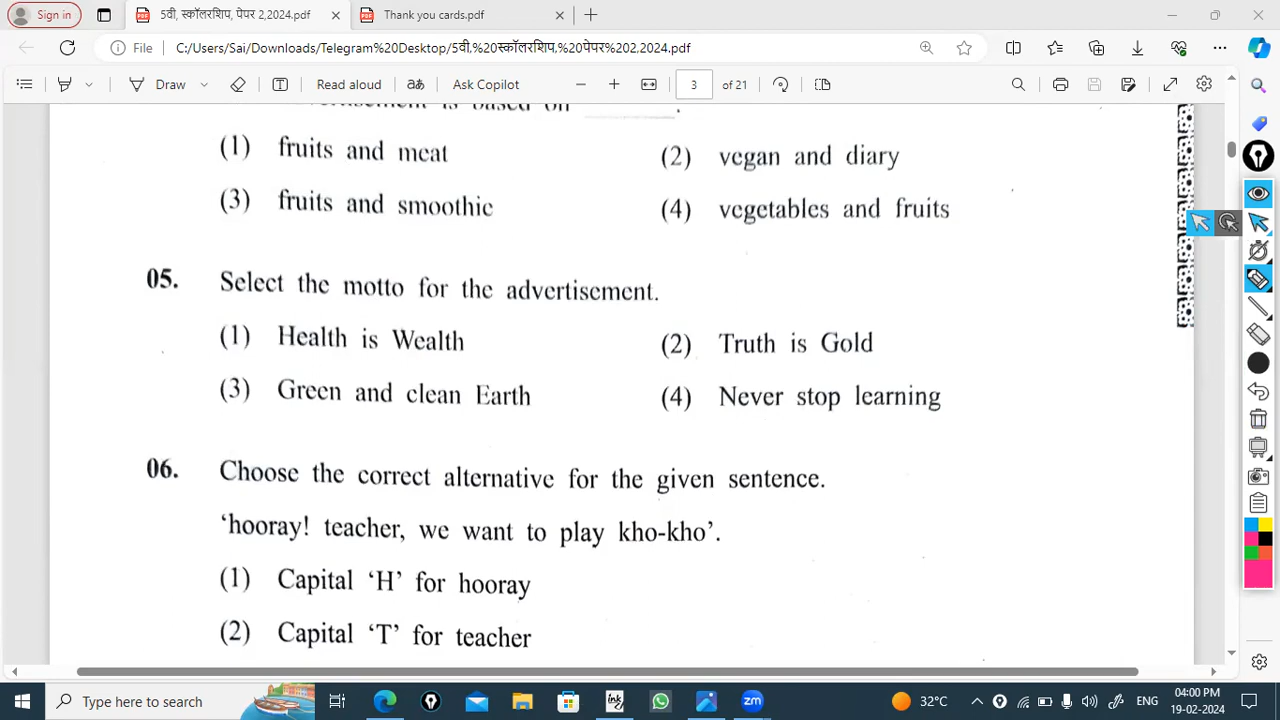 Sign in
5वी, स्कॉलरशिप, पेपर 2,2024.pdf
Thank you cards.pdf
File
C:/Users/Sai/Downloads/Telegram%20Desktop/5वी,%20स्कॉलरशिप,%20पेपर%202,2024.pdf
Draw
Read aloud
aあ
Ask Copilot
3
of 21
is based on
(1) fruits and meat
(2) vegan and diary
(3) fruits and smoothie
(4) vegetables and fruits
05. Select the motto for the advertisement.
(1) Health is Wealth
(2) Truth is Gold
(3) Green and clean Earth
(4) Never stop learning
06. Choose the correct alternative for the given sentence.
‘hooray! teacher, we want to play kho-kho’.
(1) Capital ‘H’ for hooray
(2) Capital ‘T’ for teacher
Type here to search
32°C
ENG
04:00 PM
19-02-2024